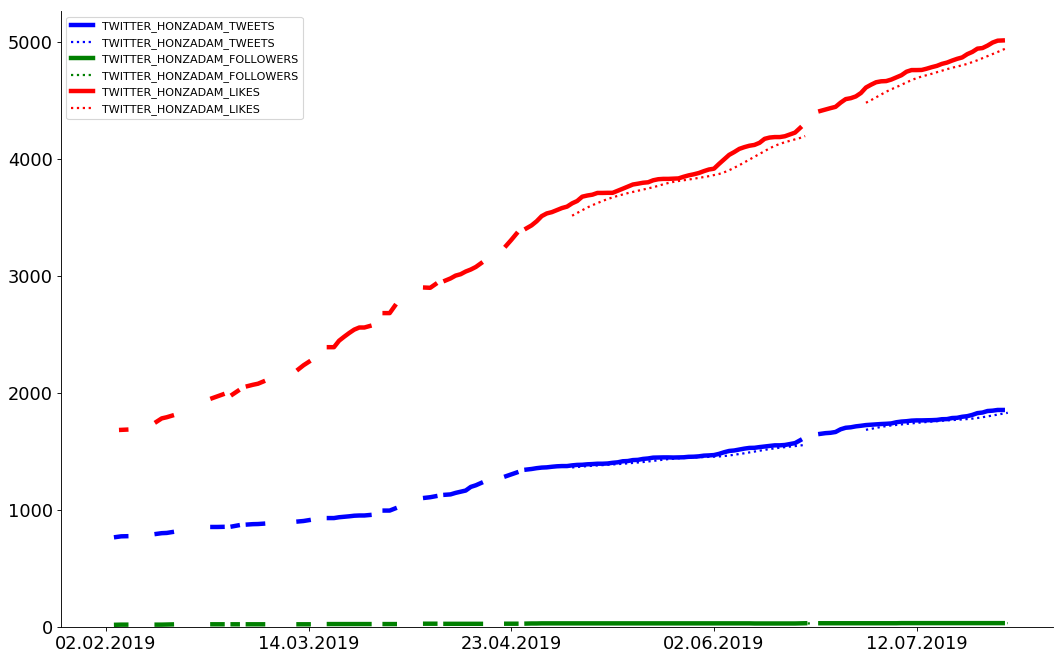 TWITTER_HONZADAM_TWEETS
TWITTER_HONZADAM_TWEETS
TWITTER_HONZADAM_FOLLOWERS
TWITTER_HONZADAM_FOLLOWERS
TWITTER_HONZADAM_LIKES
TWITTER_HONZADAM_LIKES
5000
4000
3000
2000
1000
0
02.02.2019 14.03.2019 23.04.2019 02.06.2019 12.07.2019